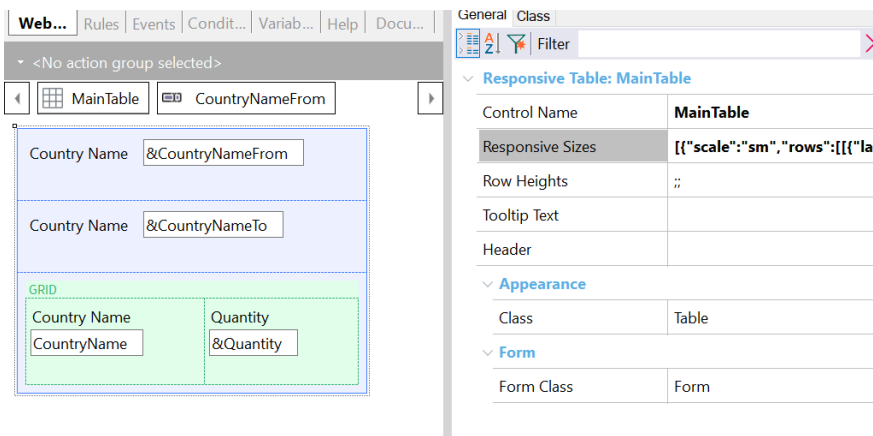 Web... Rules Events Condit... Variab... Help Docu...
<No action group selected>
MainTable CountryNameFrom
Country Name &CountryNameFrom
Country Name &CountryNameTo
GRID
Country Name Quantity
CountryName &Quantity
General Class
Filter
Responsive Table: MainTable
Control Name MainTable
Responsive Sizes [{"scale":"sm","rows":[[{"la
Row Heights ;;
Tooltip Text
Header
Appearance
Class Table
Form
Form Class Form